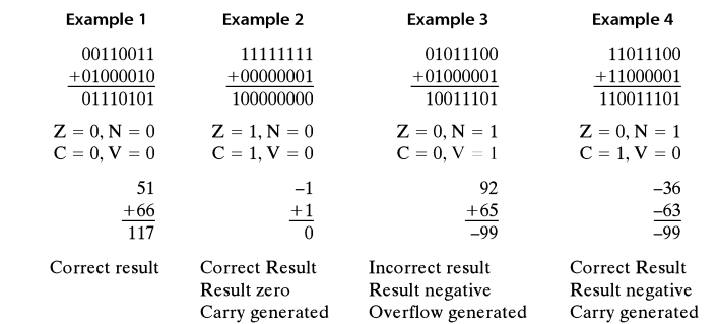 Example 1
00110011
+01000010
01110101
Z = 0, N = 0
C = 0, V = 0
51
+66
117
Correct result
Example 2
11111111
+00000001
100000000
Z = 1, N = 0
C = 1, V = 0
–1
+1
0
Correct Result
Result zero
Carry generated
Example 3
01011100
+01000001
10011101
Z = 0, N = 1
C = 0, V = 1
92
+65
–99
Incorrect result
Result negative
Overflow generated
Example 4
11011100
+11000001
110011101
Z = 0, N = 1
C = 1, V = 0
–36
–63
–99
Correct Result
Result negative
Carry generated